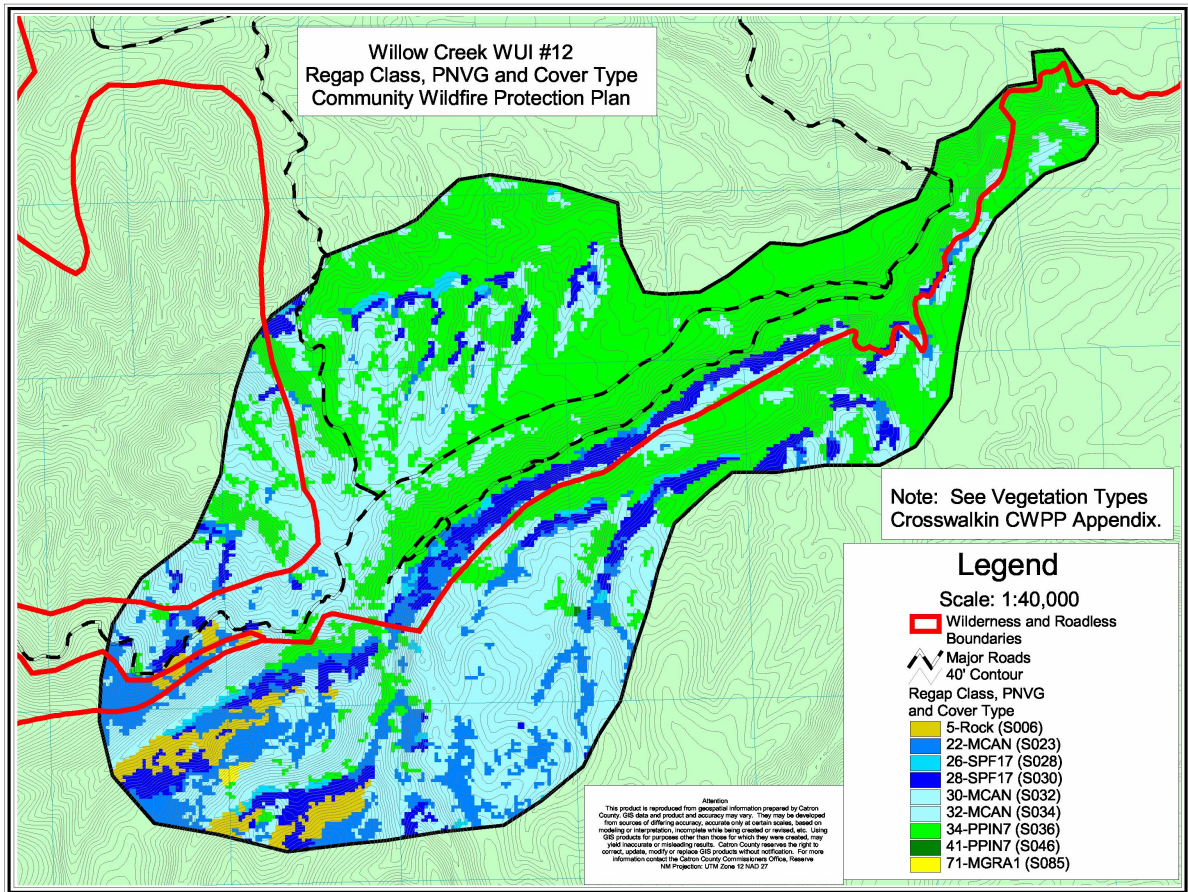 Willow Creek WUI #12
Regap Class, PNVG and Cover Type
Community Wildfire Protection Plan
Note: See Vegetation Types
Crosswalkin CWPP Appendix.
Legend
Scale: 1:40,000
Wilderness and Roadless
Boundaries
Major Roads
40' Contour
Regap Class, PNVG
and Cover Type
5-Rock (S006)
22-MCAN (S023)
26-SPF17 (S028)
28-SPF17 (S030)
30-MCAN (S032)
32-MCAN (S034)
34-PPIN7 (S036)
41-PPIN7 (S046)
71-MGRA1 (S085)
Attention
This product is reproduced from geospatial information prepared by Catron
County. GIS data and product and accuracy may vary. They may be developed
from sources of differing accuracy, accurate only at certain scales, based on
modeling or interpretation, incomplete while being created or revised, etc. Using
GIS products for purposes other than those for which they were created, may
yield inaccurate or misleading results. Catron County reserves the right to
correct, update, modify or replace GIS products without notification. For more
information contact the Catron County Commissioners Office, Reserve
NM Projection: UTM Zone 12 NAD 27